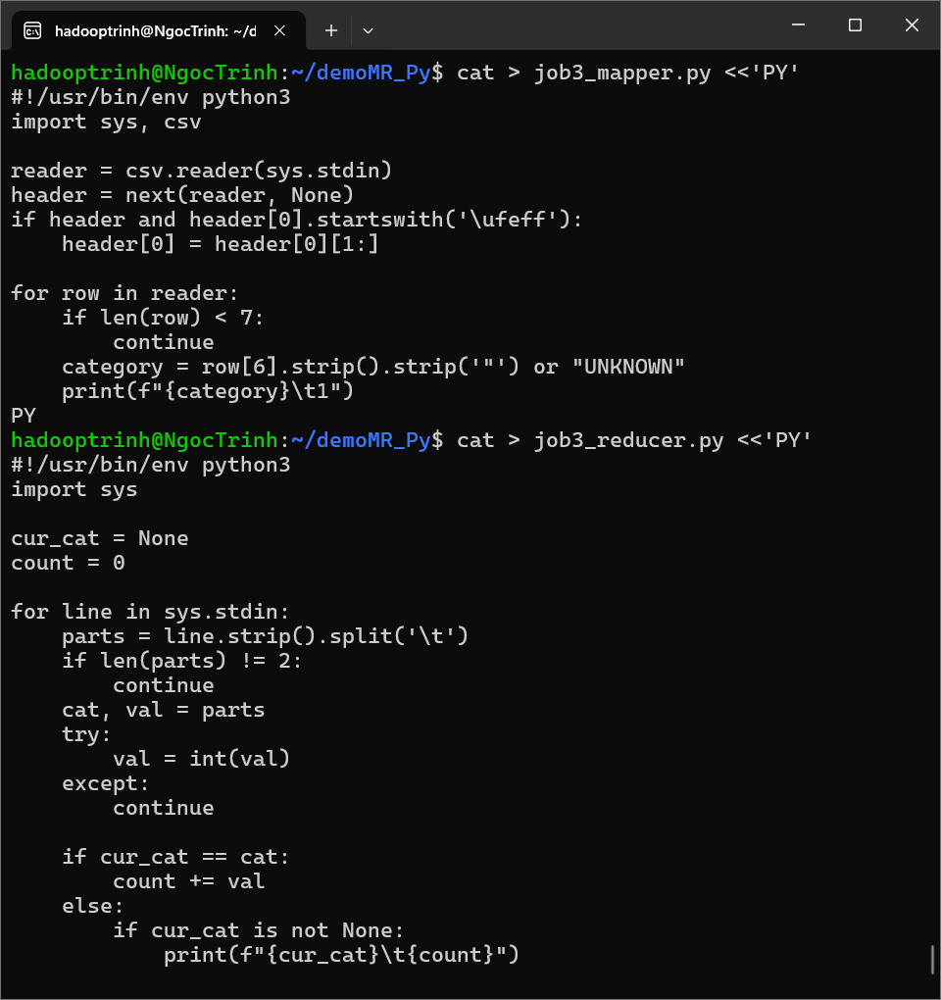 hadooptrinh@NgocTrinh: ~/d
hadooptrinh@NgocTrinh:~/demoMR_Py$ cat > job3_mapper.py <<'PY'
#!/usr/bin/env python3
import sys, csv

reader = csv.reader(sys.stdin)
header = next(reader, None)
if header and header[0].startswith('\ufeff'):
    header[0] = header[0][1:]

for row in reader:
    if len(row) < 7:
        continue
    category = row[6].strip().strip('"') or "UNKNOWN"
    print(f"{category}\t1")
PY
hadooptrinh@NgocTrinh:~/demoMR_Py$ cat > job3_reducer.py <<'PY'
#!/usr/bin/env python3
import sys

cur_cat = None
count = 0

for line in sys.stdin:
    parts = line.strip().split('\t')
    if len(parts) != 2:
        continue
    cat, val = parts
    try:
        val = int(val)
    except:
        continue

    if cur_cat == cat:
        count += val
    else:
        if cur_cat is not None:
            print(f"{cur_cat}\t{count}")